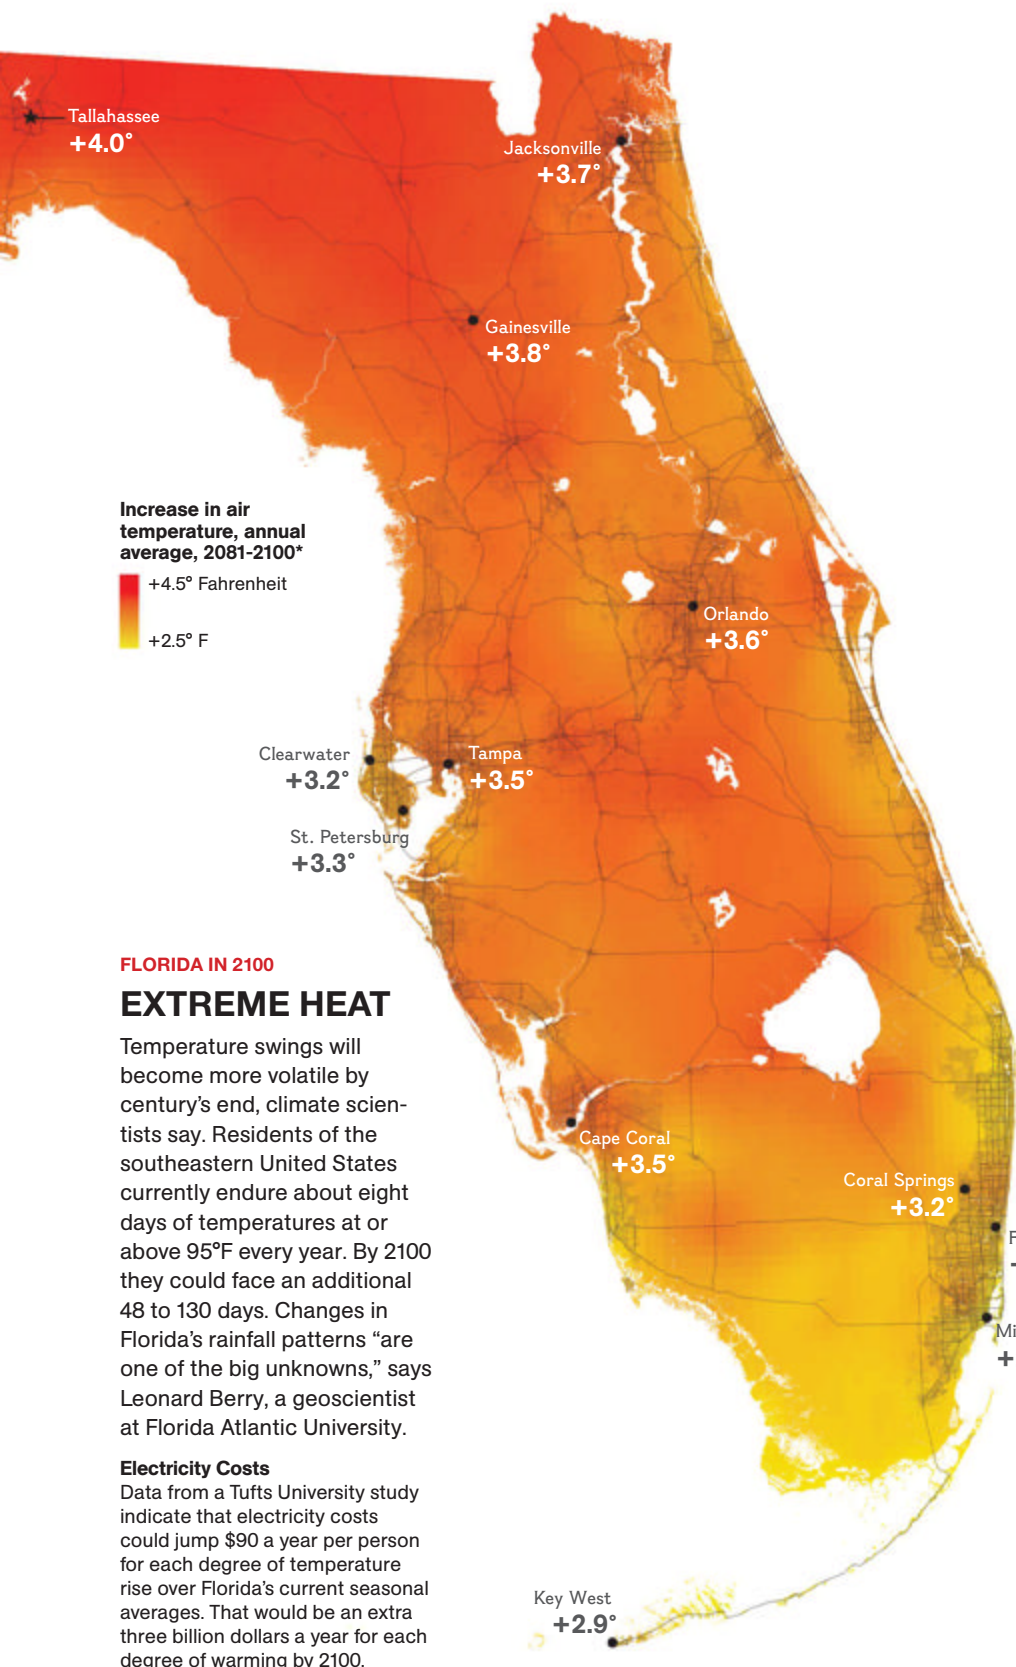 Tallahassee
+4.0°
Jacksonville
+3.7°
Gainesville
+3.8°
Increase in air
temperature, annual
average, 2081-2100*
+4.5° Fahrenheit
+2.5° F
Orlando
+3.6°
Clearwater
+3.2°
Tampa
+3.5°
St. Petersburg
+3.3°
FLORIDA IN 2100
EXTREME HEAT
Temperature swings will
become more volatile by
century's end, climate scien-
tists say. Residents of the
southeastern United States
currently endure about eight
days of temperatures at or
above 95°F every year. By 2100
they could face an additional
48 to 130 days. Changes in
Florida's rainfall patterns “are
one of the big unknowns,” says
Leonard Berry, a geoscientist
at Florida Atlantic University.
Electricity Costs
Data from a Tufts University study
indicate that electricity costs
could jump $90 a year per person
for each degree of temperature
rise over Florida's current seasonal
averages. That would be an extra
three billion dollars a year for each
degree of warming by 2100.
Cape Coral
+3.5°
Coral Springs
+3.2°
F
Mi
+
Key West
+2.9°